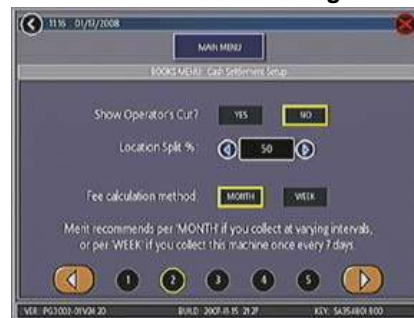 11:16 01/13/2008
MAIN MENU
BOOKS MENU: Cash Settlement Setup
Show Operator's Cut? YES NO
Location Split %: 50
Fee calculation method: MONTH WEEK
Merit recommends per 'MONTH' if you collect at varying intervals,
or per 'WEEK' if you collect this machine once every 7 days.
1 2 3 4 5
BUILD: 2007-11-15 21:27